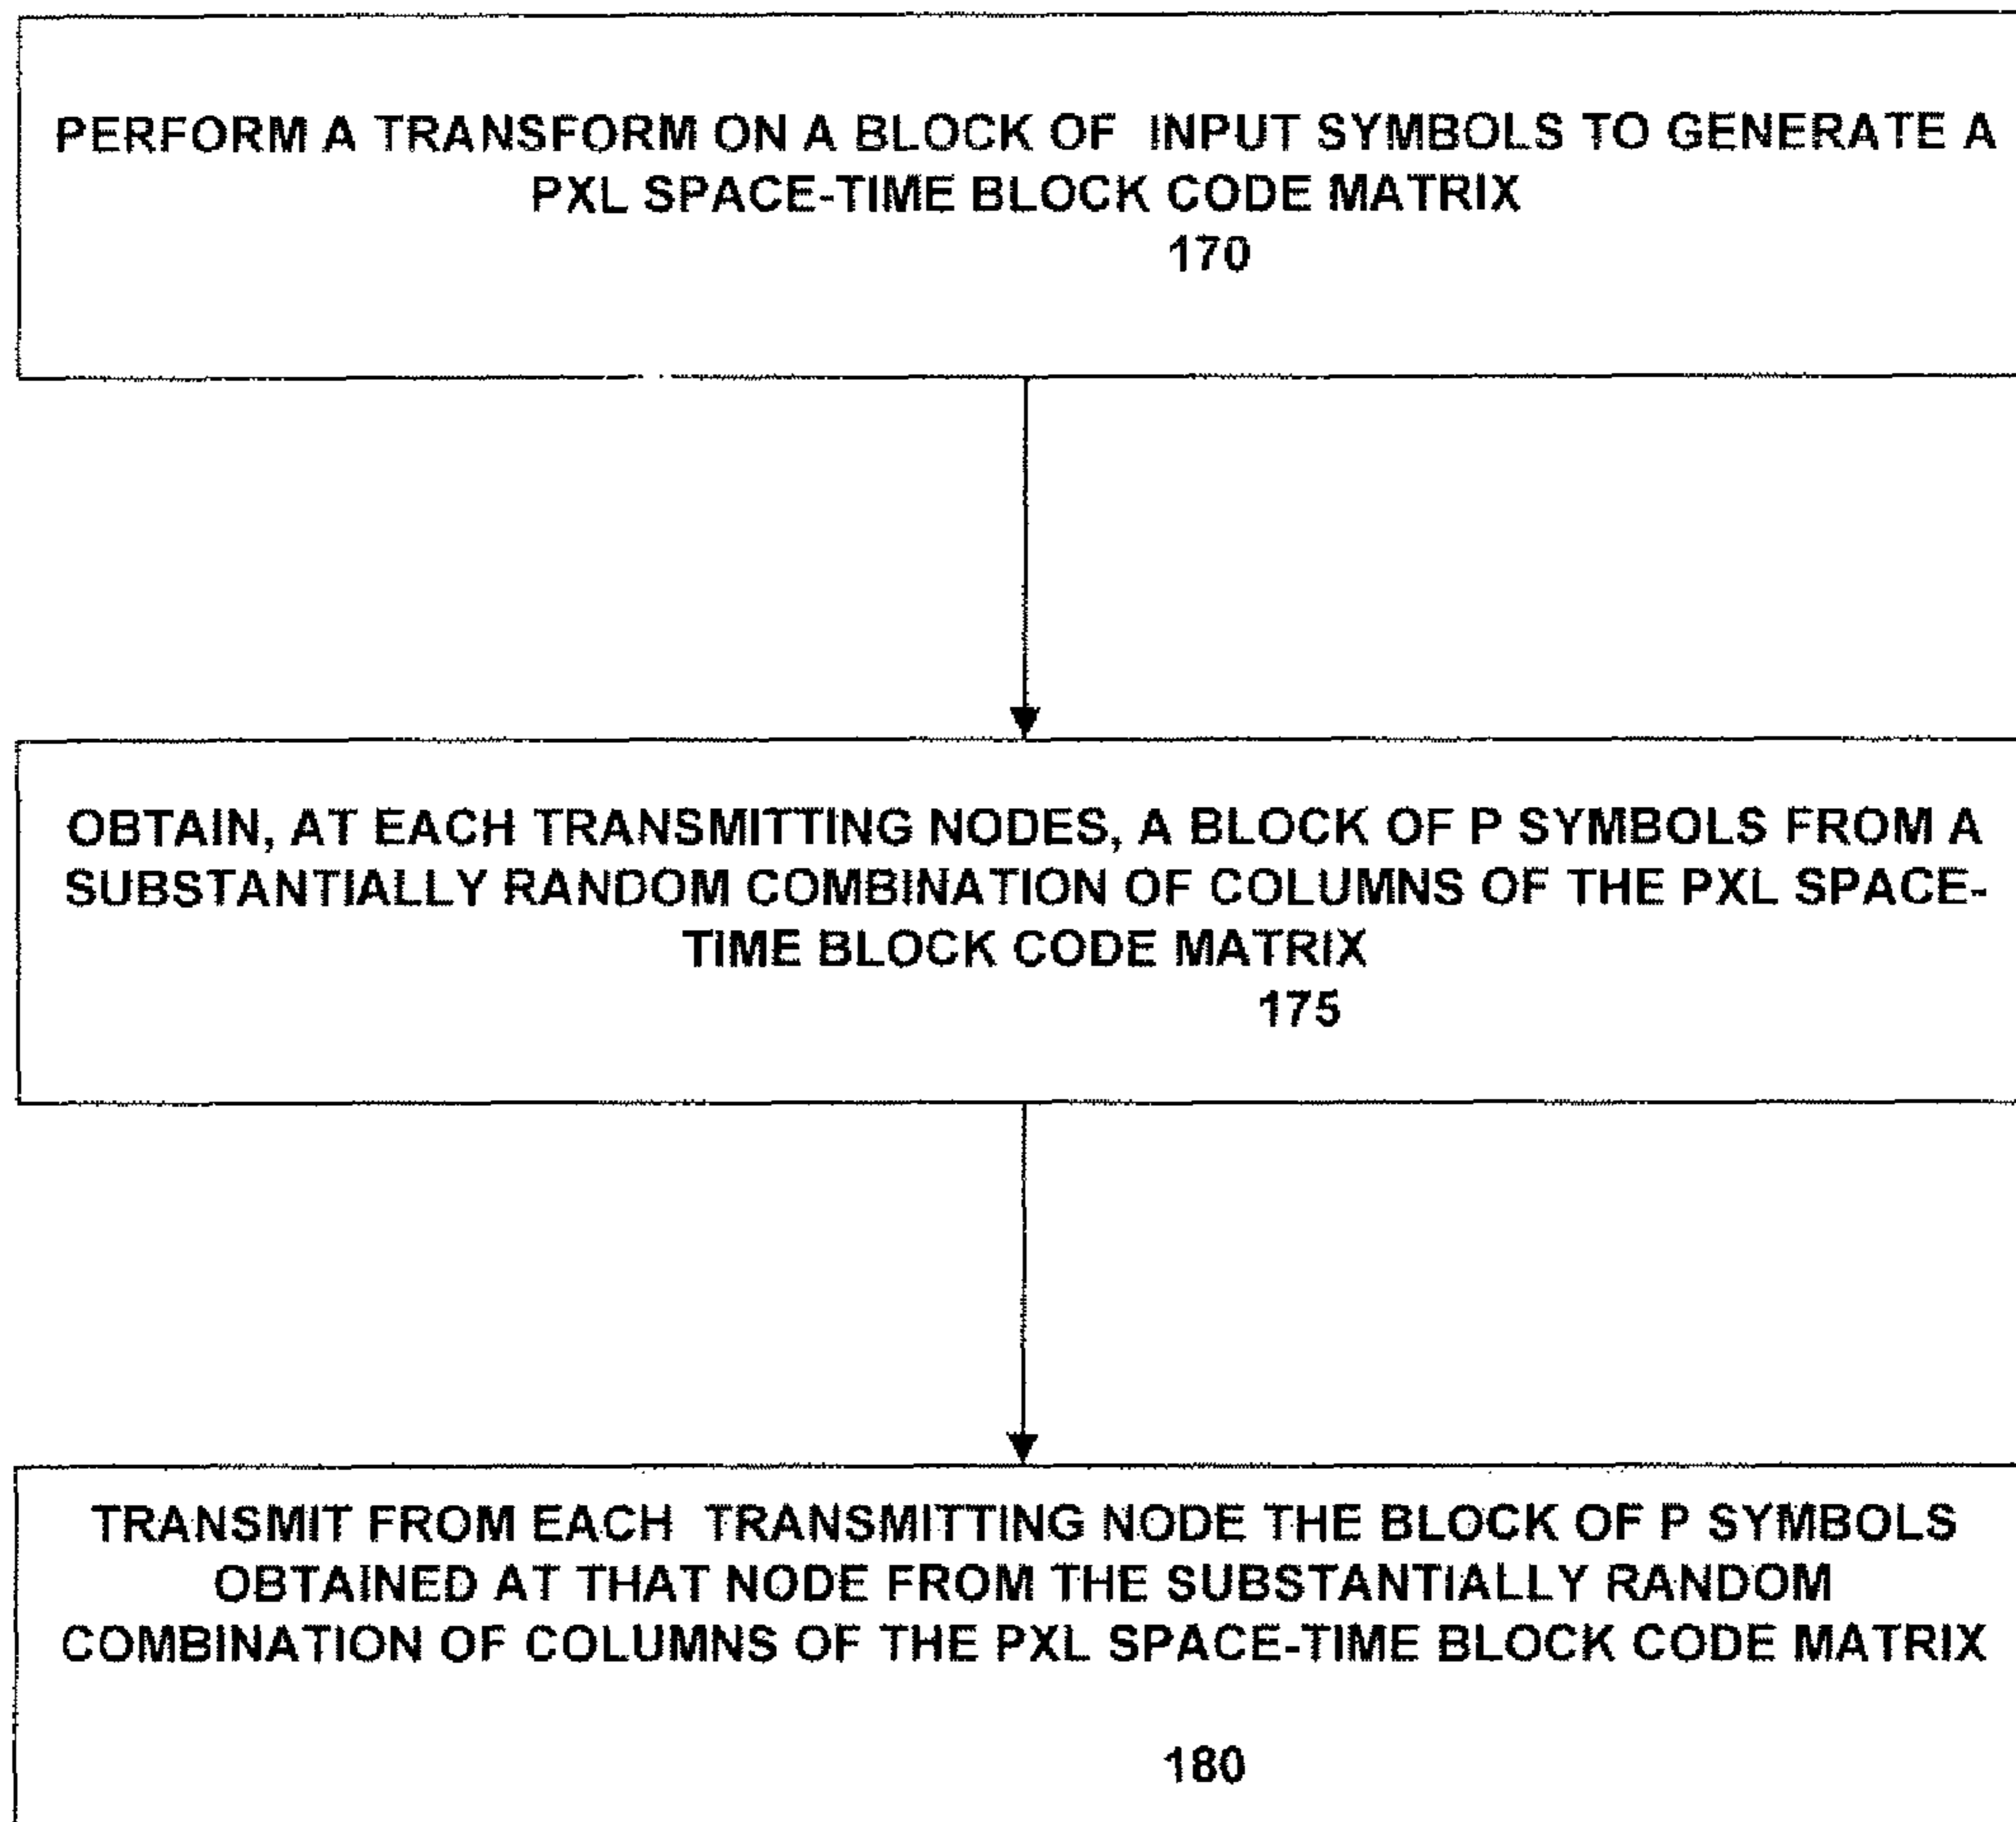 PERFORM A TRANSFORM ON A BLOCK OF INPUT SYMBOLS TO GENERATE A
PXL SPACE-TIME BLOCK CODE MATRIX
170
OBTAIN, AT EACH TRANSMITTING NODES, A BLOCK OF P SYMBOLS FROM A
SUBSTANTIALLY RANDOM COMBINATION OF COLUMNS OF THE PXL SPACE-
TIME BLOCK CODE MATRIX
175
TRANSMIT FROM EACH TRANSMITTING NODE THE BLOCK OF P SYMBOLS
OBTAINED AT THAT NODE FROM THE SUBSTANTIALLY RANDOM
COMBINATION OF COLUMNS OF THE PXL SPACE-TIME BLOCK CODE MATRIX
180